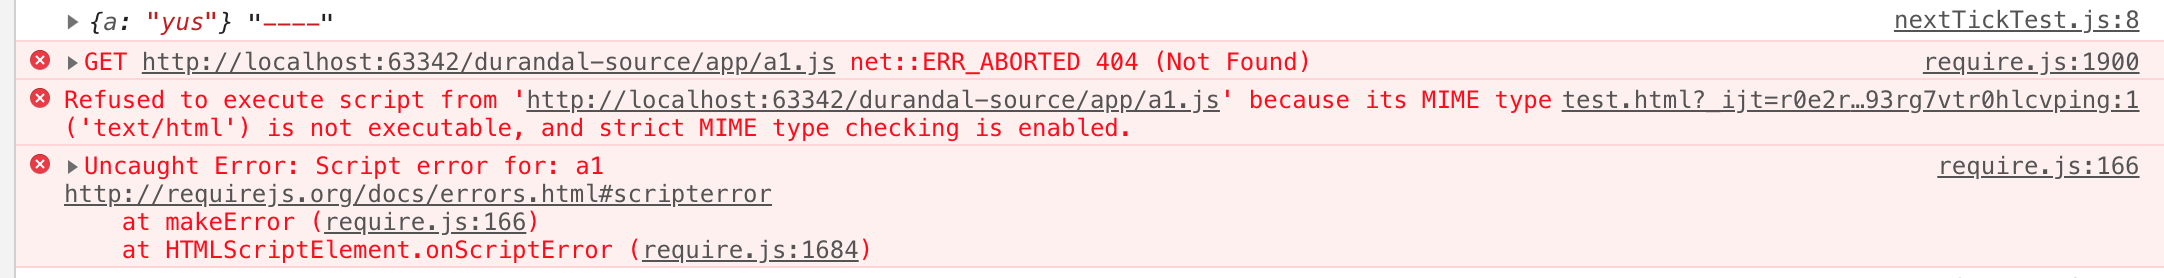 ▶{a: "yus"} "----" nextTickTest.js:8
▶GET http://localhost:63342/durandal-source/app/a1.js net::ERR_ABORTED 404 (Not Found) require.js:1900
Refused to execute script from 'http://localhost:63342/durandal-source/app/a1.js' because its MIME type test.html?_ijt=r0e2r…93rg7vtr0hlcvping:1
('text/html') is not executable, and strict MIME type checking is enabled.
▶Uncaught Error: Script error for: a1 require.js:166
http://requirejs.org/docs/errors.html#scripterror
at makeError (require.js:166)
at HTMLScriptElement.onScriptError (require.js:1684)